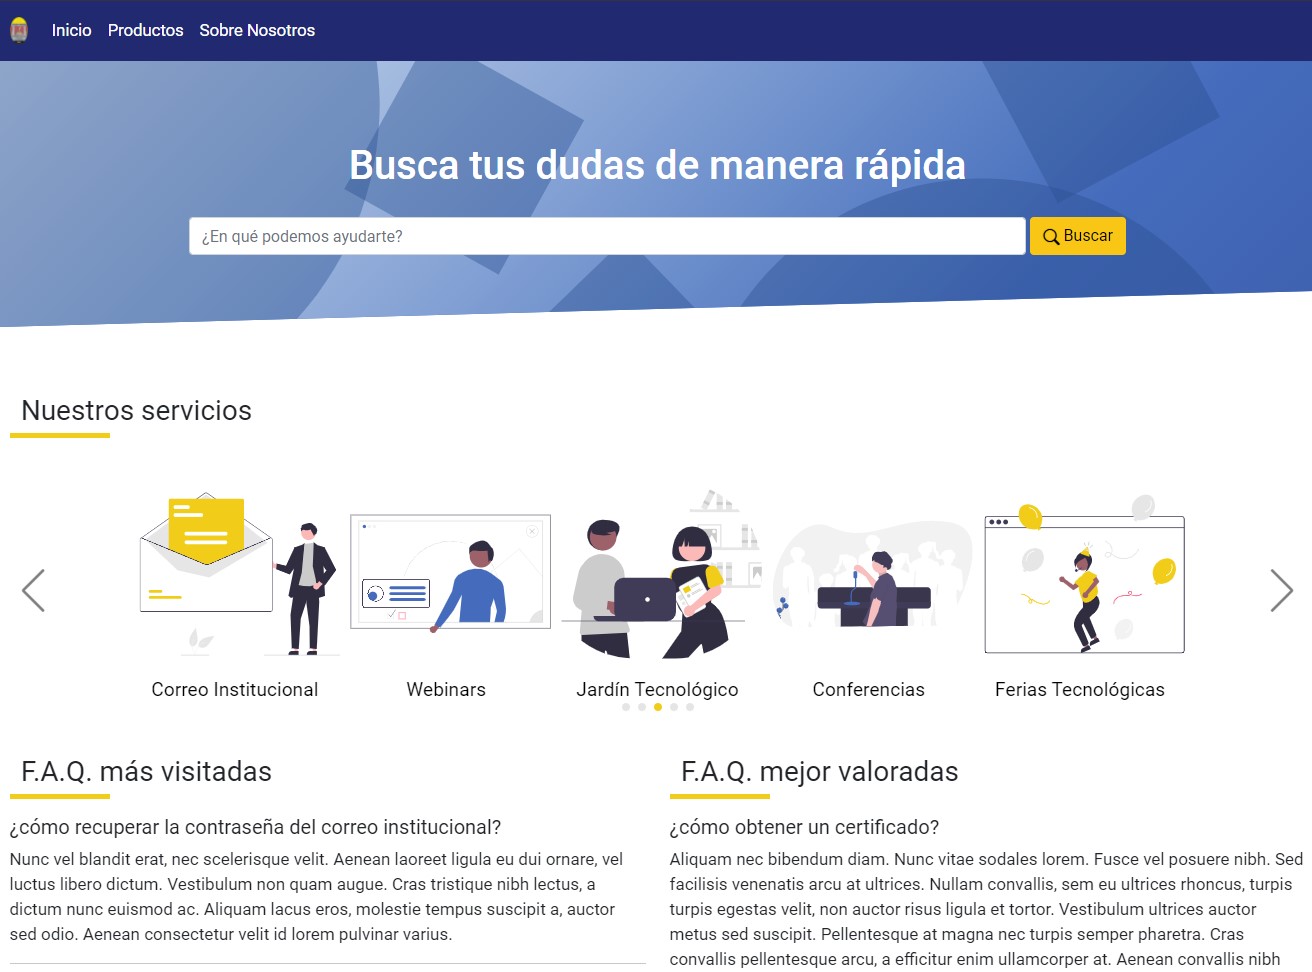 Inicio Productos Sobre Nosotros
Busca tus dudas de manera rápida
¿En qué podemos ayudarte?
Buscar
Nuestros servicios
Correo Institucional
Webinars
Jardín Tecnológico
Conferencias
Ferias Tecnológicas
F.A.Q. más visitadas
¿cómo recuperar la contraseña del correo institucional?
Nunc vel blandit erat, nec scelerisque velit. Aenean laoreet ligula eu dui ornare, vel
luctus libero dictum. Vestibulum non quam augue. Cras tristique nibh lectus, a
dictum nunc euismod ac. Aliquam lacus eros, molestie tempus suscipit a, auctor
sed odio. Aenean consectetur velit id lorem pulvinar varius.
F.A.Q. mejor valoradas
¿cómo obtener un certificado?
Aliquam nec bibendum diam. Nunc vitae sodales lorem. Fusce vel posuere nibh. Sed
facilisis venenatis arcu at ultrices. Nullam convallis, sem eu ultrices rhoncus, turpis
turpis egestas velit, non auctor risus ligula et tortor. Vestibulum ultrices auctor
metus sed suscipit. Pellentesque at magna nec turpis semper pharetra. Cras
convallis pellentesque arcu, a efficitur enim ullamcorper at. Aenean convallis nibh